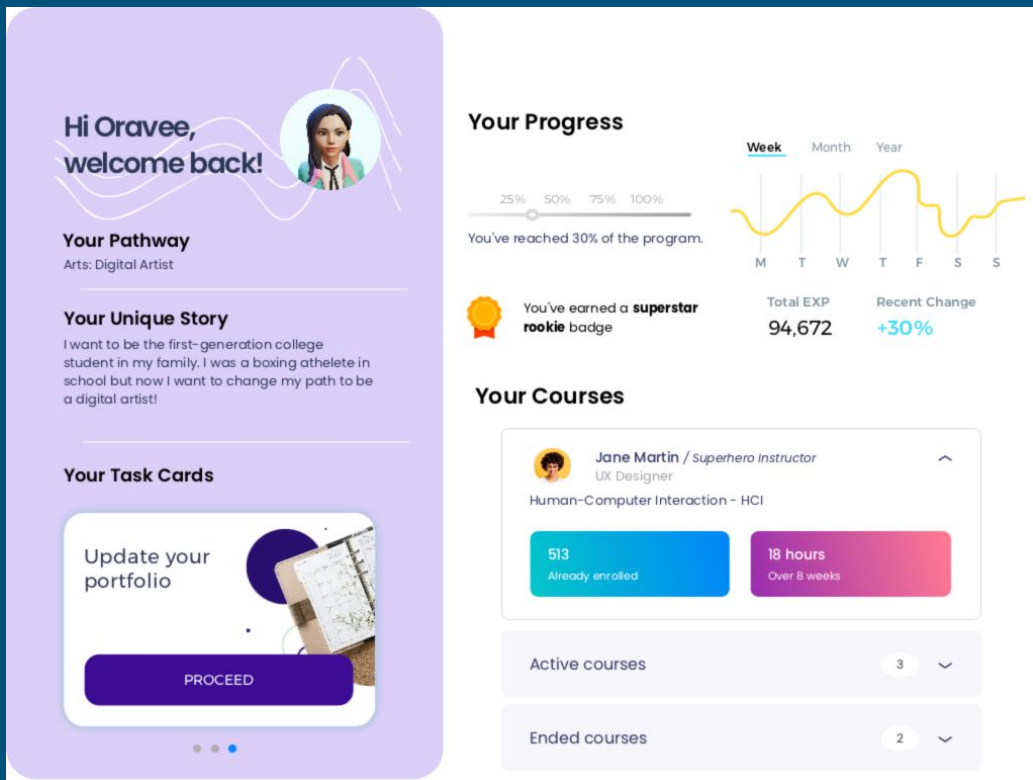 Hi Oravee,
welcome back!
Your Pathway
Arts: Digital Artist
Your Unique Story
I want to be the first-generation college
student in my family. I was a boxing athelete in
school but now I want to change my path to be
a digital artist!
Your Task Cards
Update your
portfolio
PROCEED
Your Progress
25% 50% 75% 100%
You've reached 30% of the program.
You've earned a superstar
rookie badge
Week Month Year
M T W T F S S
Total EXP Recent Change
94,672 +30%
Your Courses
Jane Martin / Superhero Instructor
UX Designer
Human-Computer Interaction - HCI
513
Already enrolled
18 hours
Over 8 weeks
Active courses 3
Ended courses 2